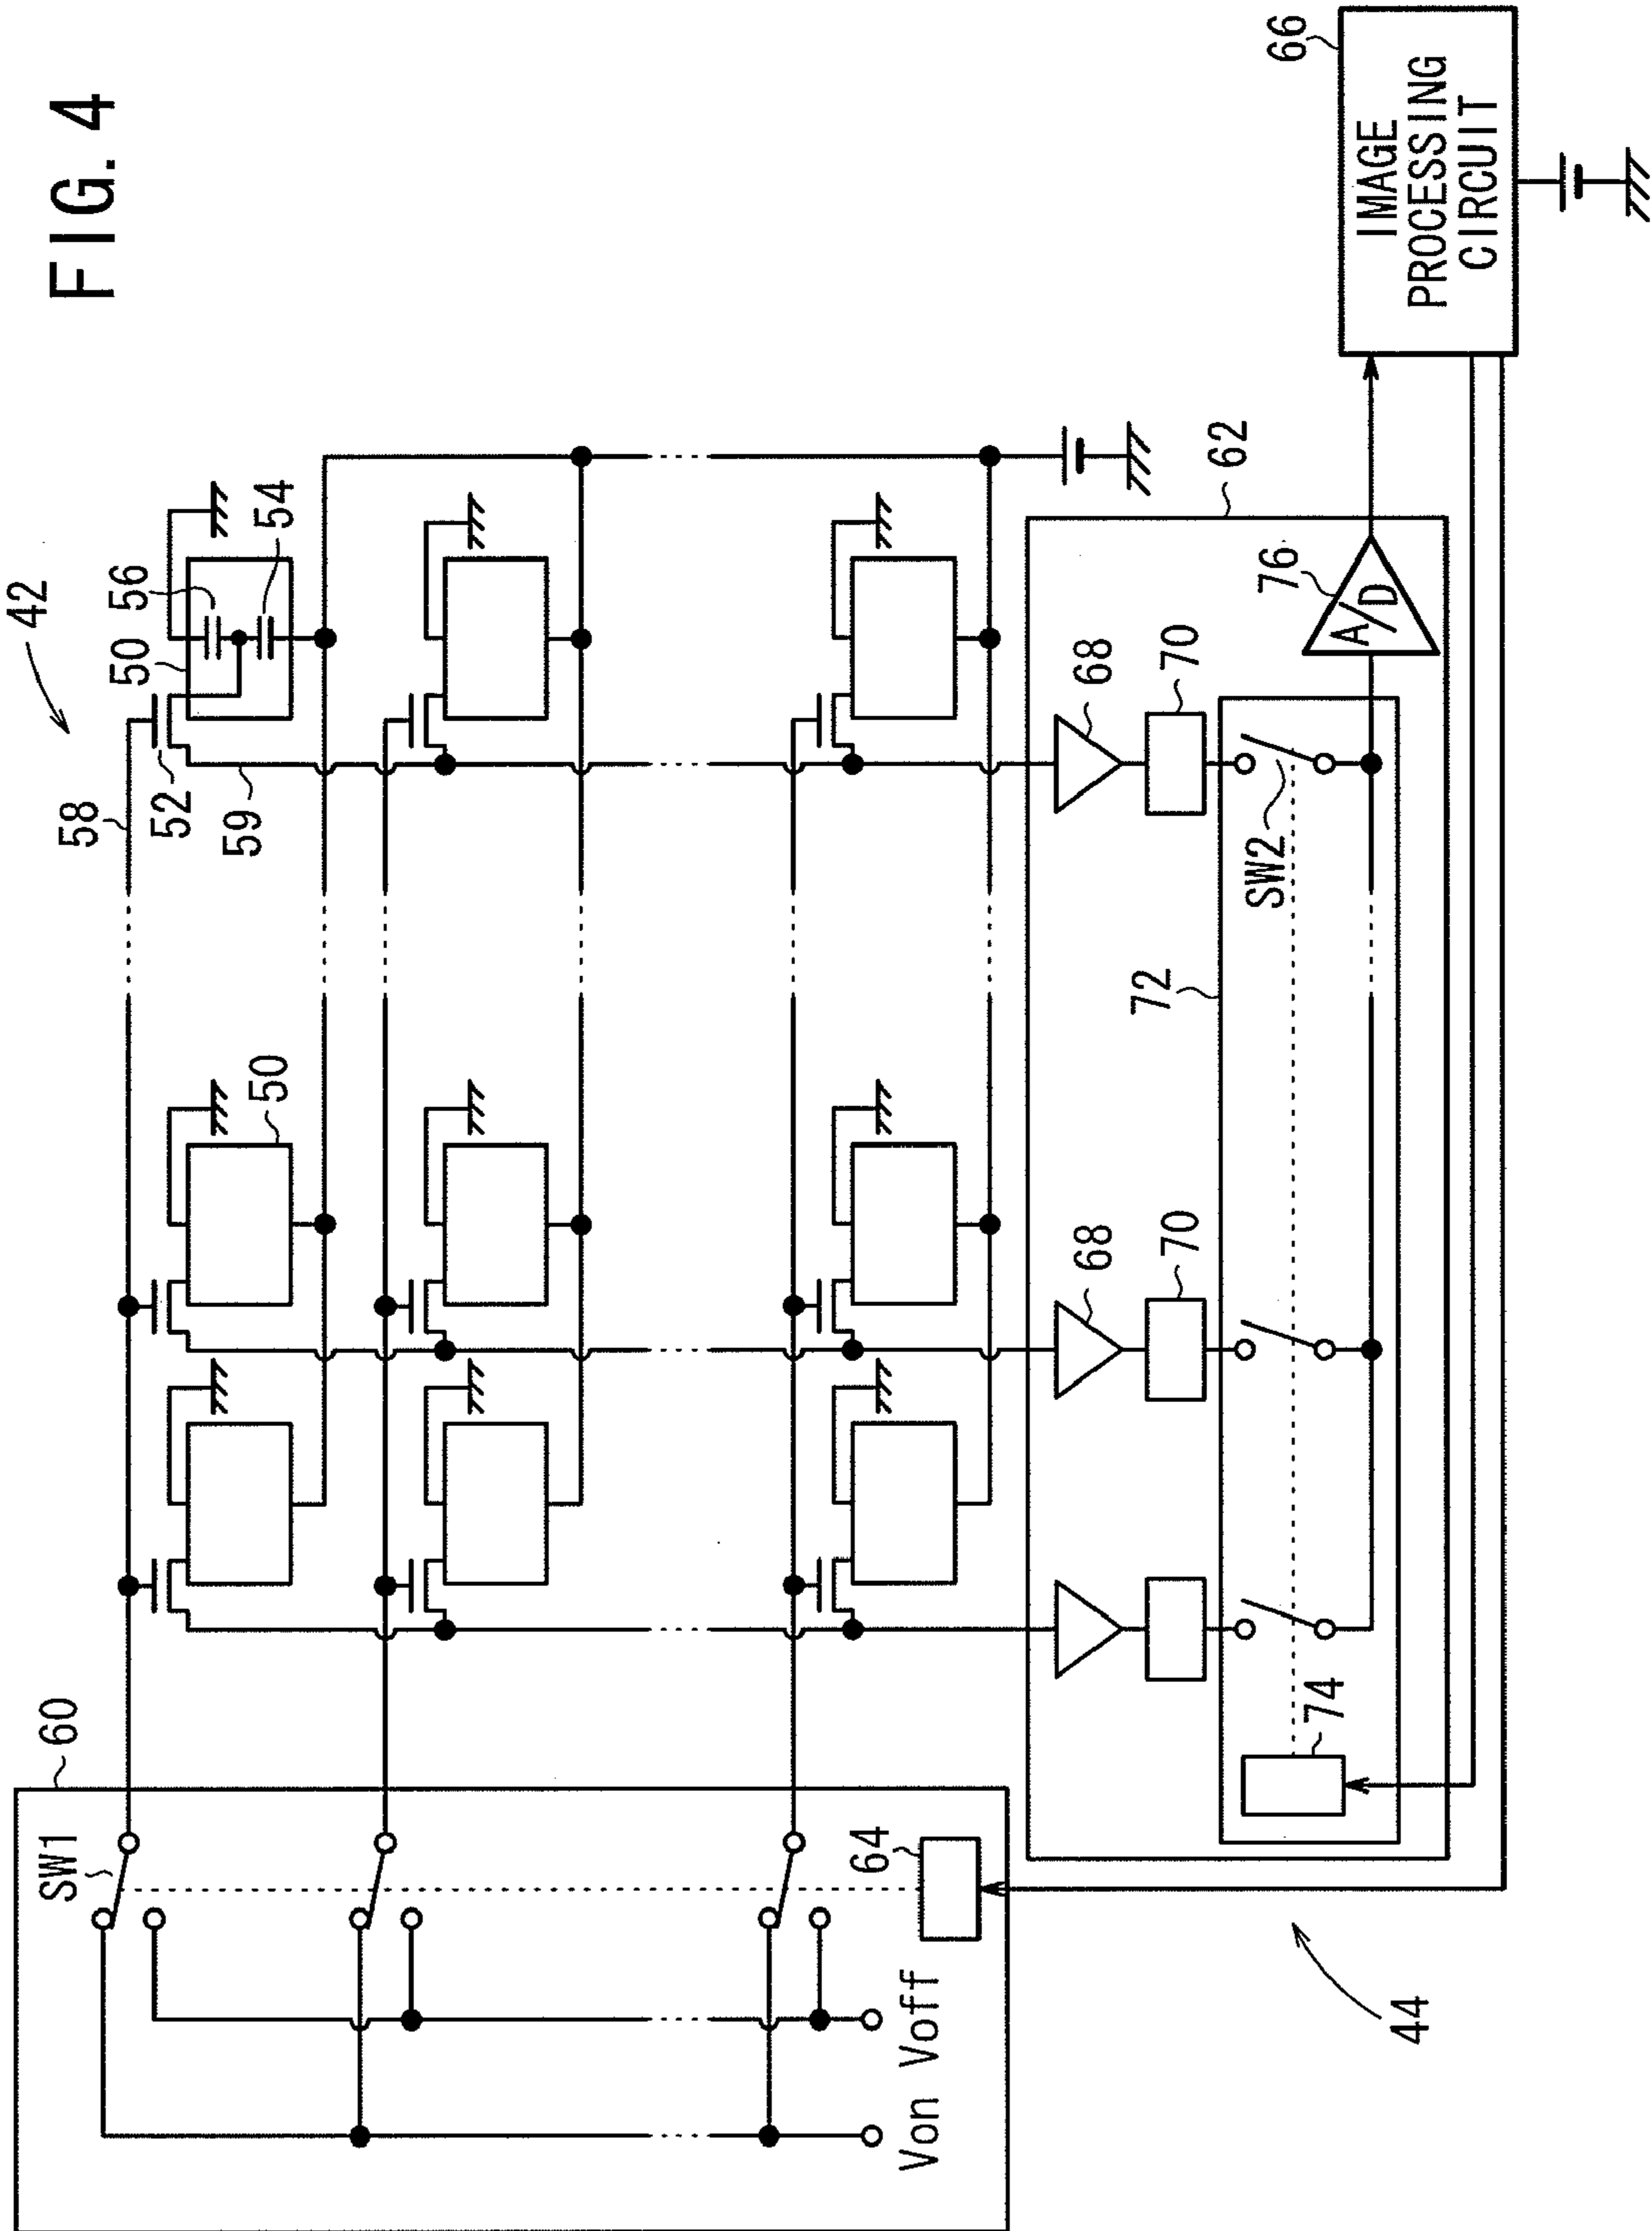 FIG. 4
42
60
SW1
58
52
59
50
56
54
50
64
Von Voff
68
68
70
70
62
72
SW2
74
76
A/D
66
IMAGE
PROCESSING
CIRCUIT
44